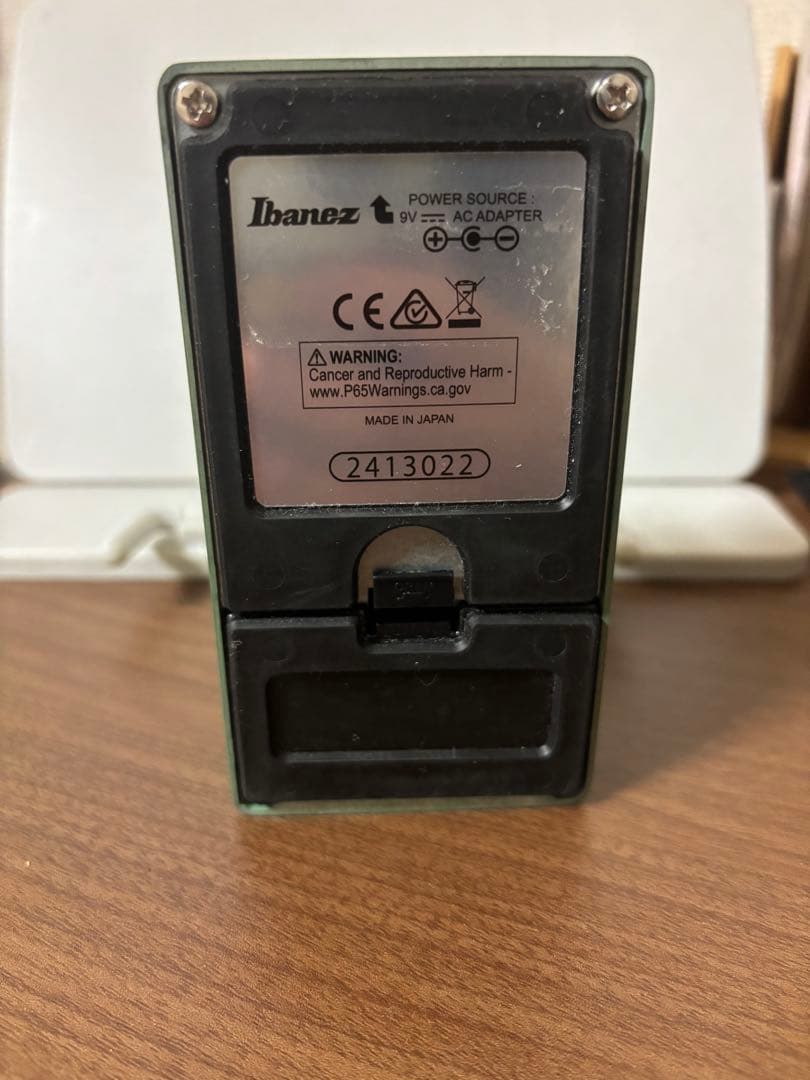 Ibanez
POWER SOURCE :
9V AC ADAPTER
CE
WARNING:
Cancer and Reproductive Harm -
www.P65Warnings.ca.gov
MADE IN JAPAN
2413022